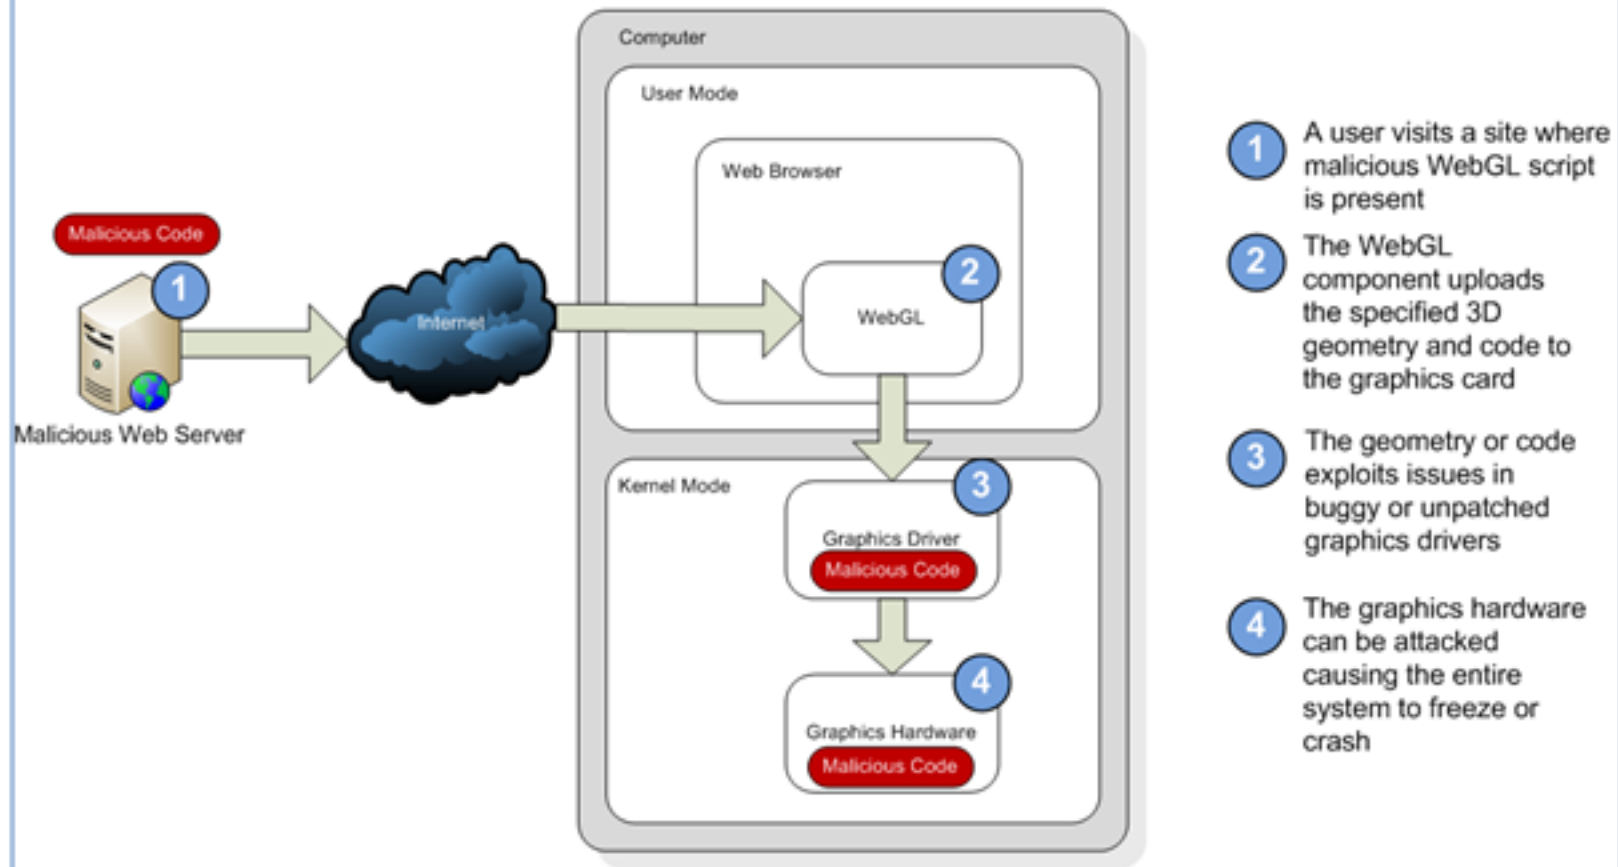 Computer
User Mode
Web Browser
Malicious Code
1
2
WebGL
Internet
Malicious Web Server
Kernel Mode
3
Graphics Driver
Malicious Code
4
Graphics Hardware
Malicious Code
1
A user visits a site where
malicious WebGL script
is present
2
The WebGL
component uploads
the specified 3D
geometry and code to
the graphics card
3
The geometry or code
exploits issues in
buggy or unpatched
graphics drivers
4
The graphics hardware
can be attacked
causing the entire
system to freeze or
crash